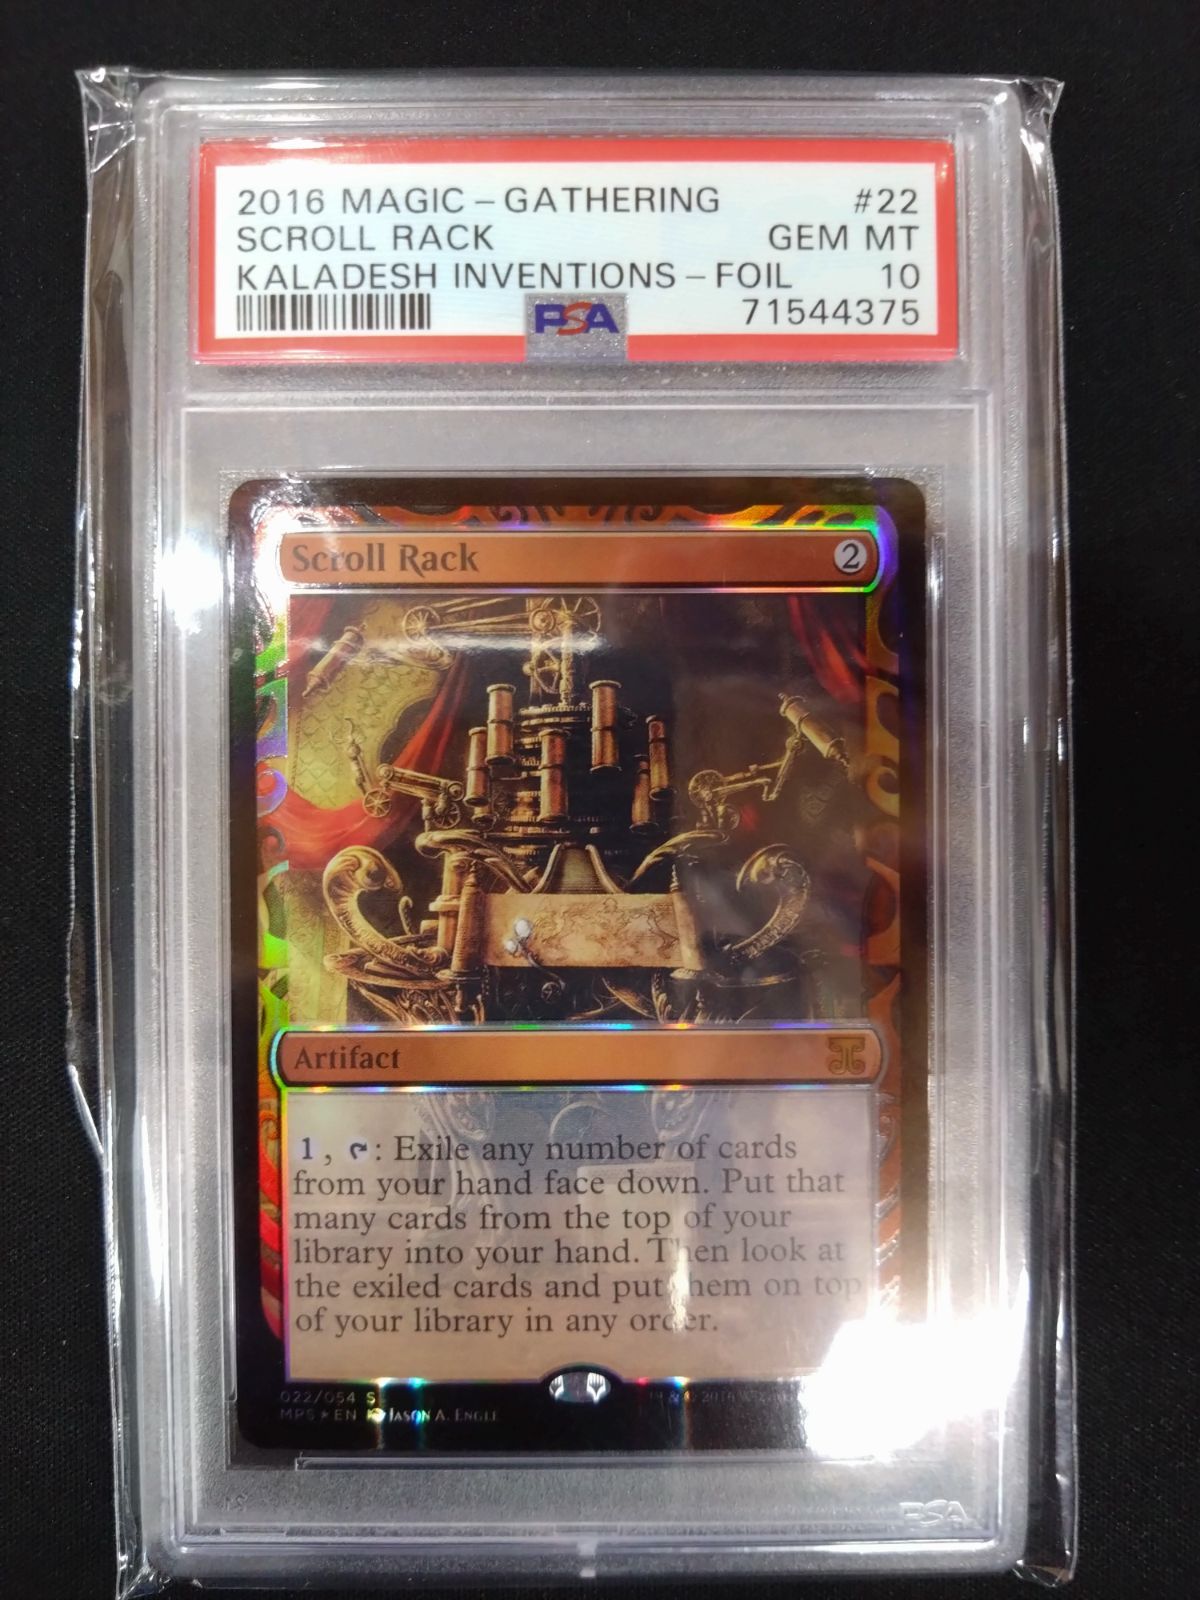 2016 MAGIC – GATHERING #22
SCROLL RACK GEM MT
KALADESH INVENTIONS – FOIL 10
PSA 71544375
Scroll Rack 2
Artifact
1, : Exile any number of cards
from your hand face down. Put that
many cards from the top of your
library into your hand. Then look at
the exiled cards and put them on top
of your library in any order.
022/054 S
MPS ★ EN JASON A. ENGLE
PSA